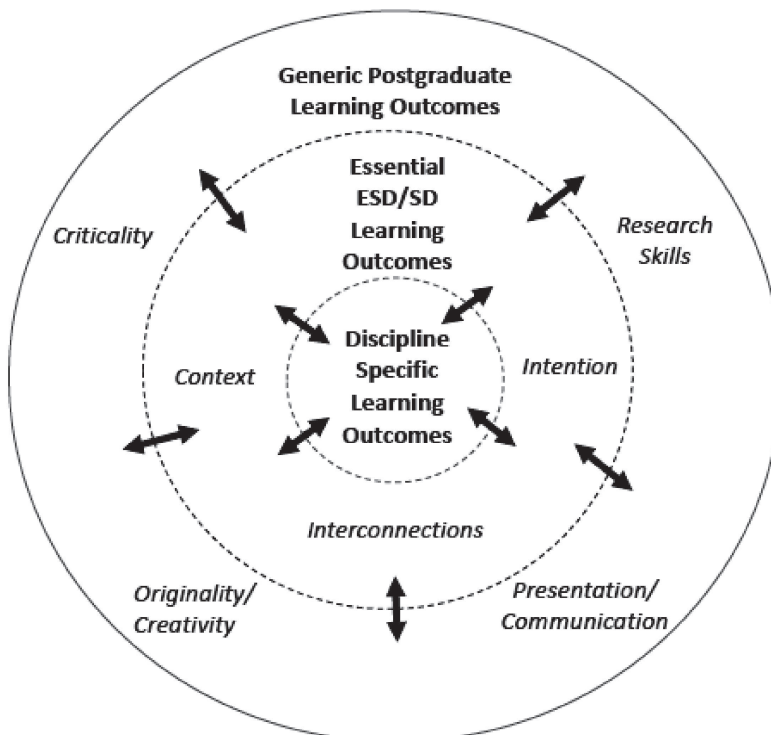 Generic Postgraduate
Learning Outcomes
Essential
ESD/SD
Learning
Outcomes
Criticality
Research
Skills
Discipline
Specific
Learning
Outcomes
Context
Intention
Interconnections
Originality/
Creativity
Presentation/
Communication